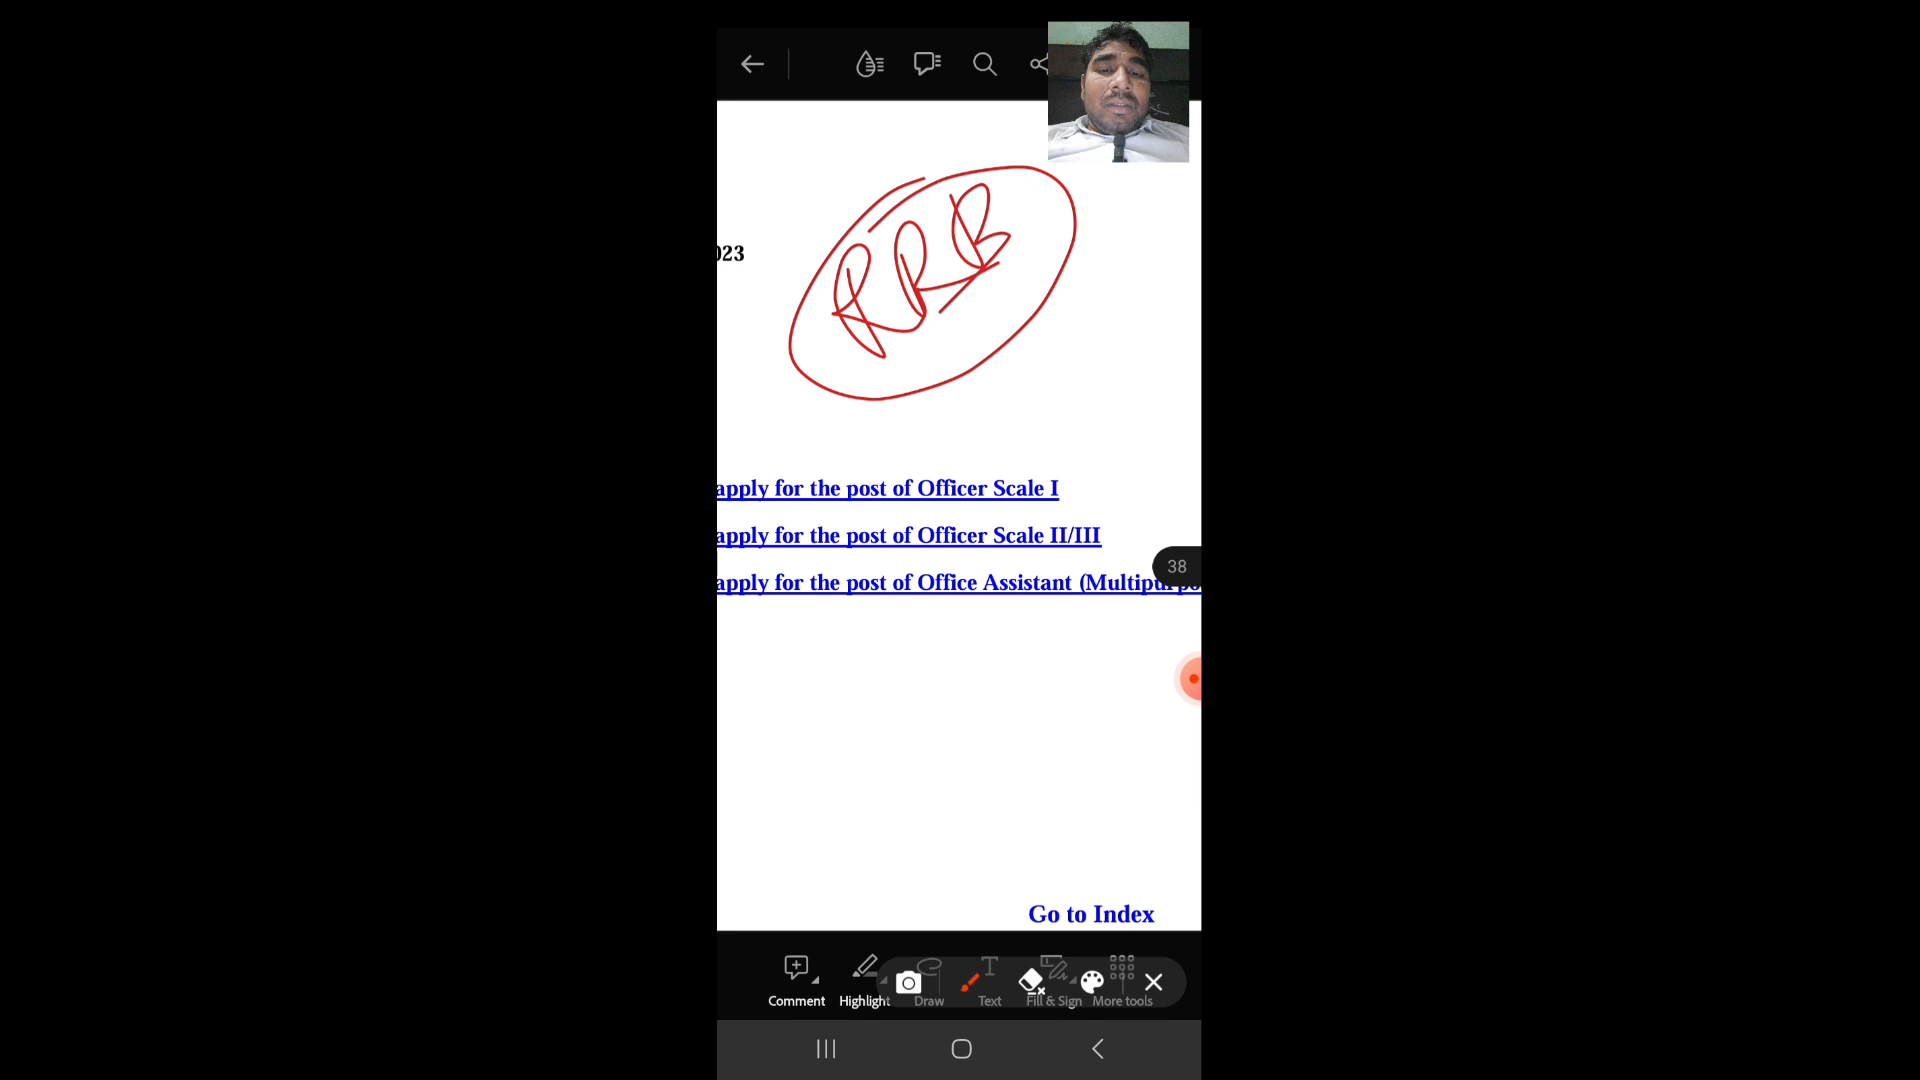 RRB
023
apply for the post of Officer Scale I
apply for the post of Officer Scale II/III
38
apply for the post of Office Assistant (Multipurpo
Go to Index
Comment
Highlight
Draw
Text
Fill & Sign
More tools